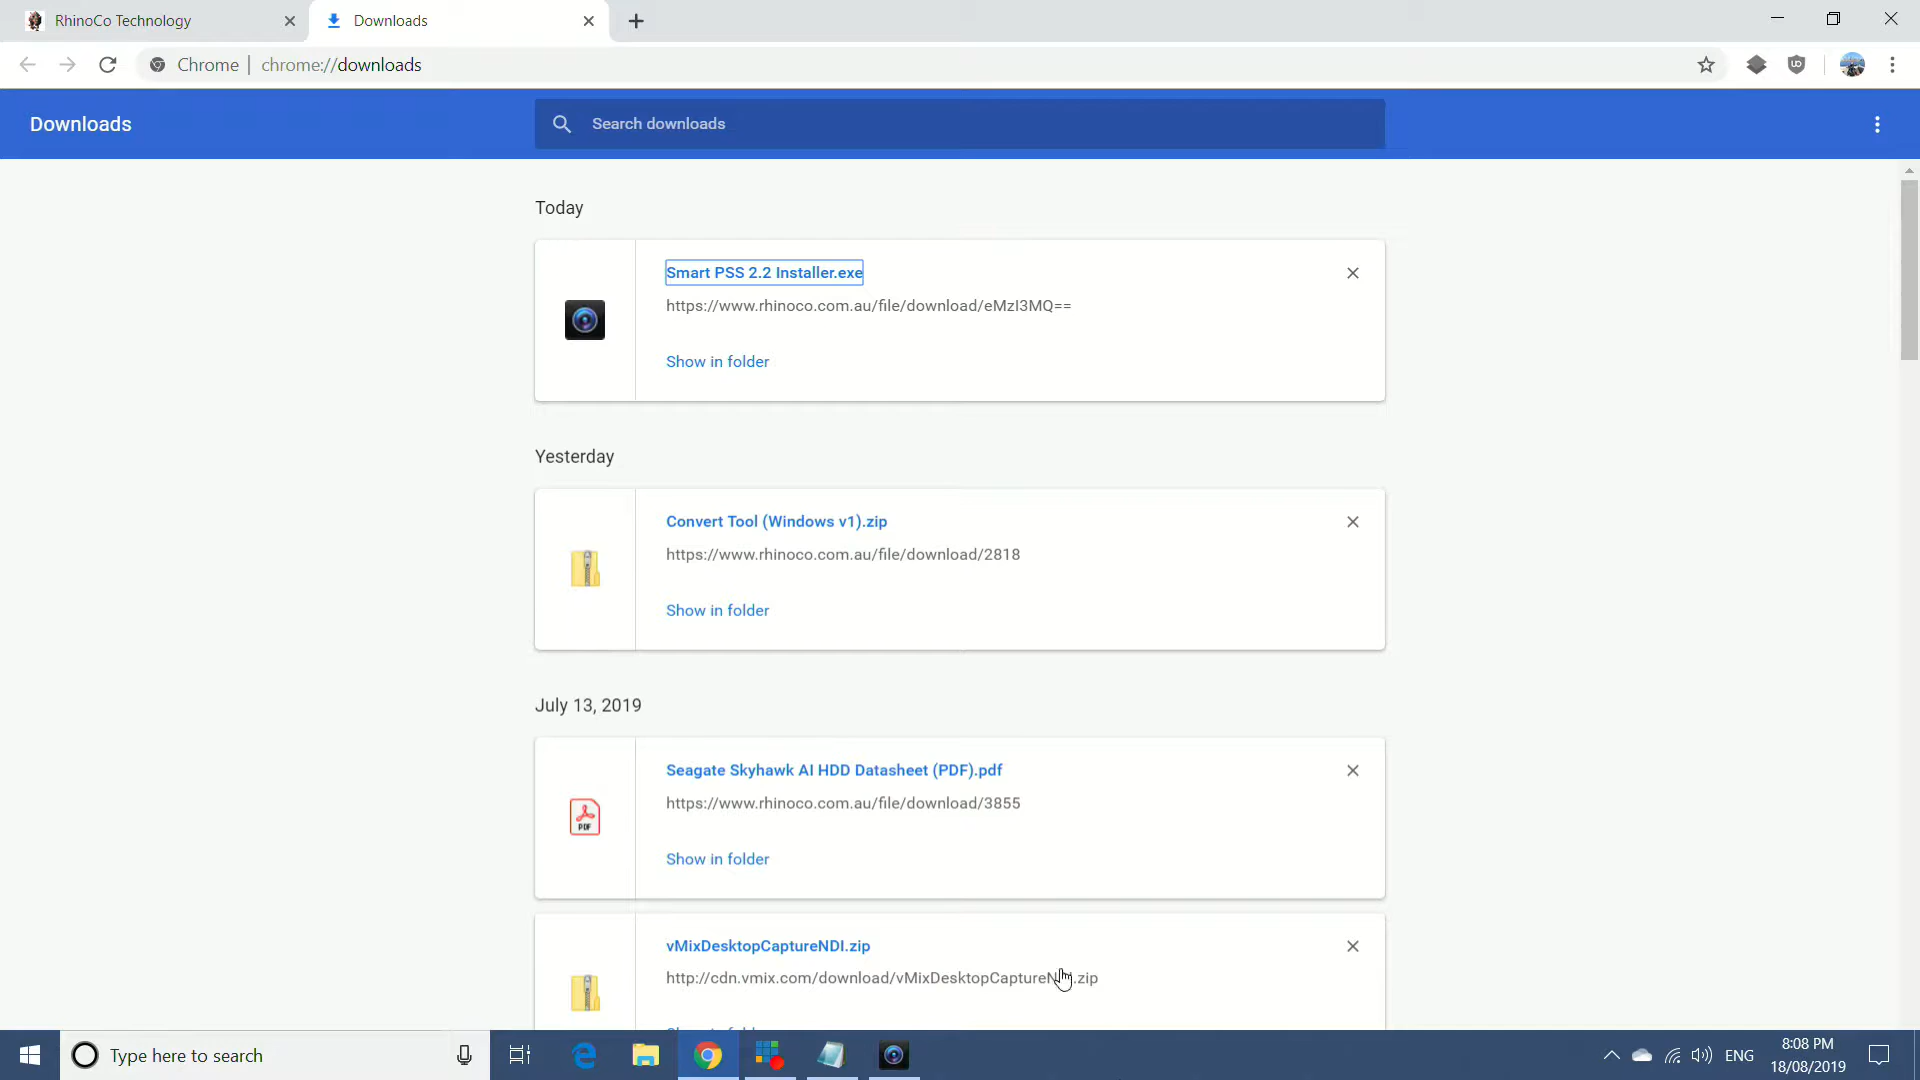 RhinoCo Technology
Downloads
Chrome | chrome://downloads
Downloads
Search downloads
Today
Smart PSS 2.2 Installer.exe
https://www.rhinoco.com.au/file/download/eMzI3MQ==
Show in folder
Yesterday
Convert Tool (Windows v1).zip
https://www.rhinoco.com.au/file/download/2818
Show in folder
July 13, 2019
Seagate Skyhawk AI HDD Datasheet (PDF).pdf
https://www.rhinoco.com.au/file/download/3855
PDF
Show in folder
vMixDesktopCaptureNDI.zip
http://cdn.vmix.com/download/vMixDesktopCaptureNDI.zip
Type here to search
ENG
8:08 PM
18/08/2019